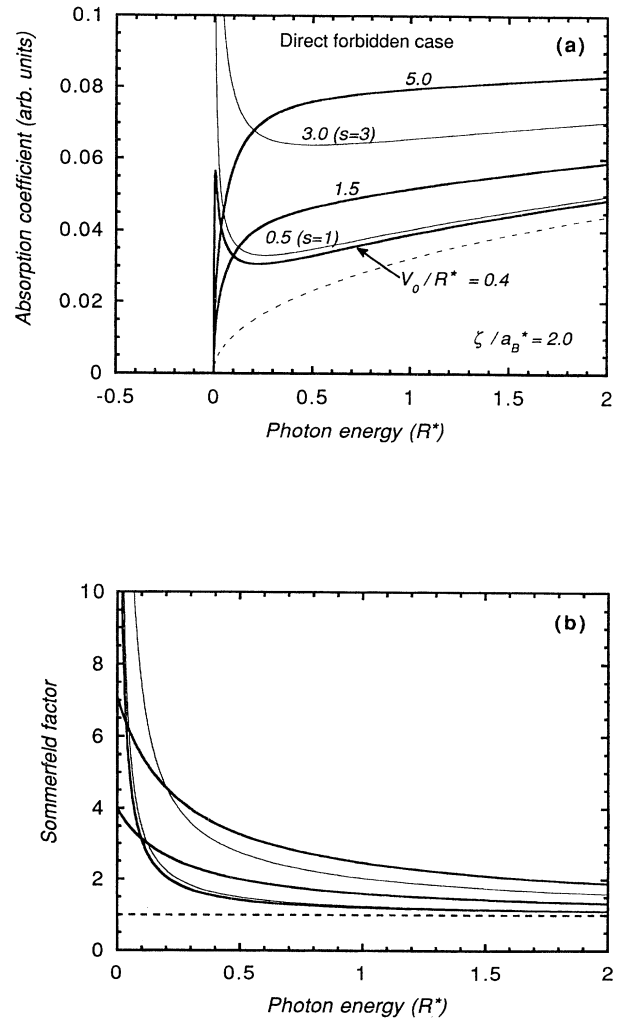 0.1
Direct forbidden case
(a)
5.0
0.08
3.0 (s=3)
0.06
1.5
0.04
0.5 (s=1)
V₀/R* = 0.4
0.02
ζ/a_B* = 2.0
0
-0.5
0
0.5
1
1.5
2
Absorption coefficient (arb. units)
Photon energy (R*)
10
(b)
8
6
4
2
0
0
0.5
1
1.5
2
Sommerfeld factor
Photon energy (R*)